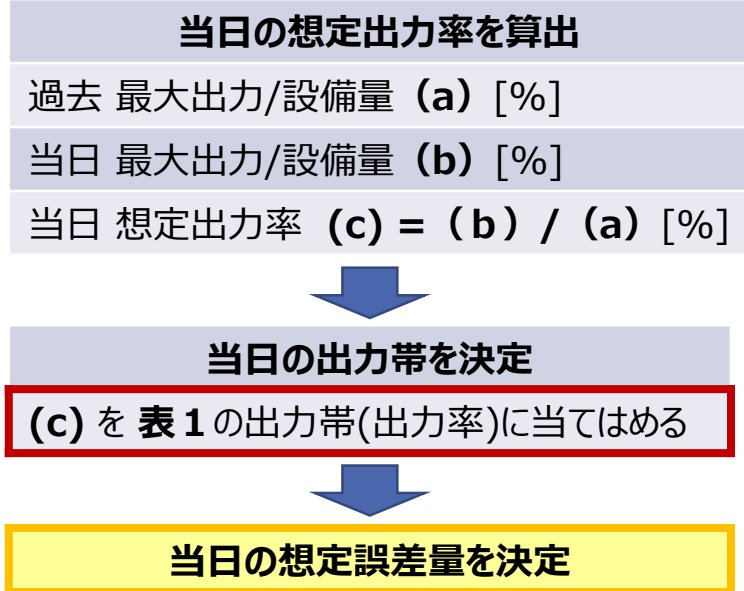 当日の想定出力率を算出
過去 最大出力/設備量（a）[%]
当日 最大出力/設備量（b）[%]
当日 想定出力率 (c) =（ｂ）/（a）[%]
当日の出力帯を決定
(c) を 表１の出力帯(出力率)に当てはめる
当日の想定誤差量を決定